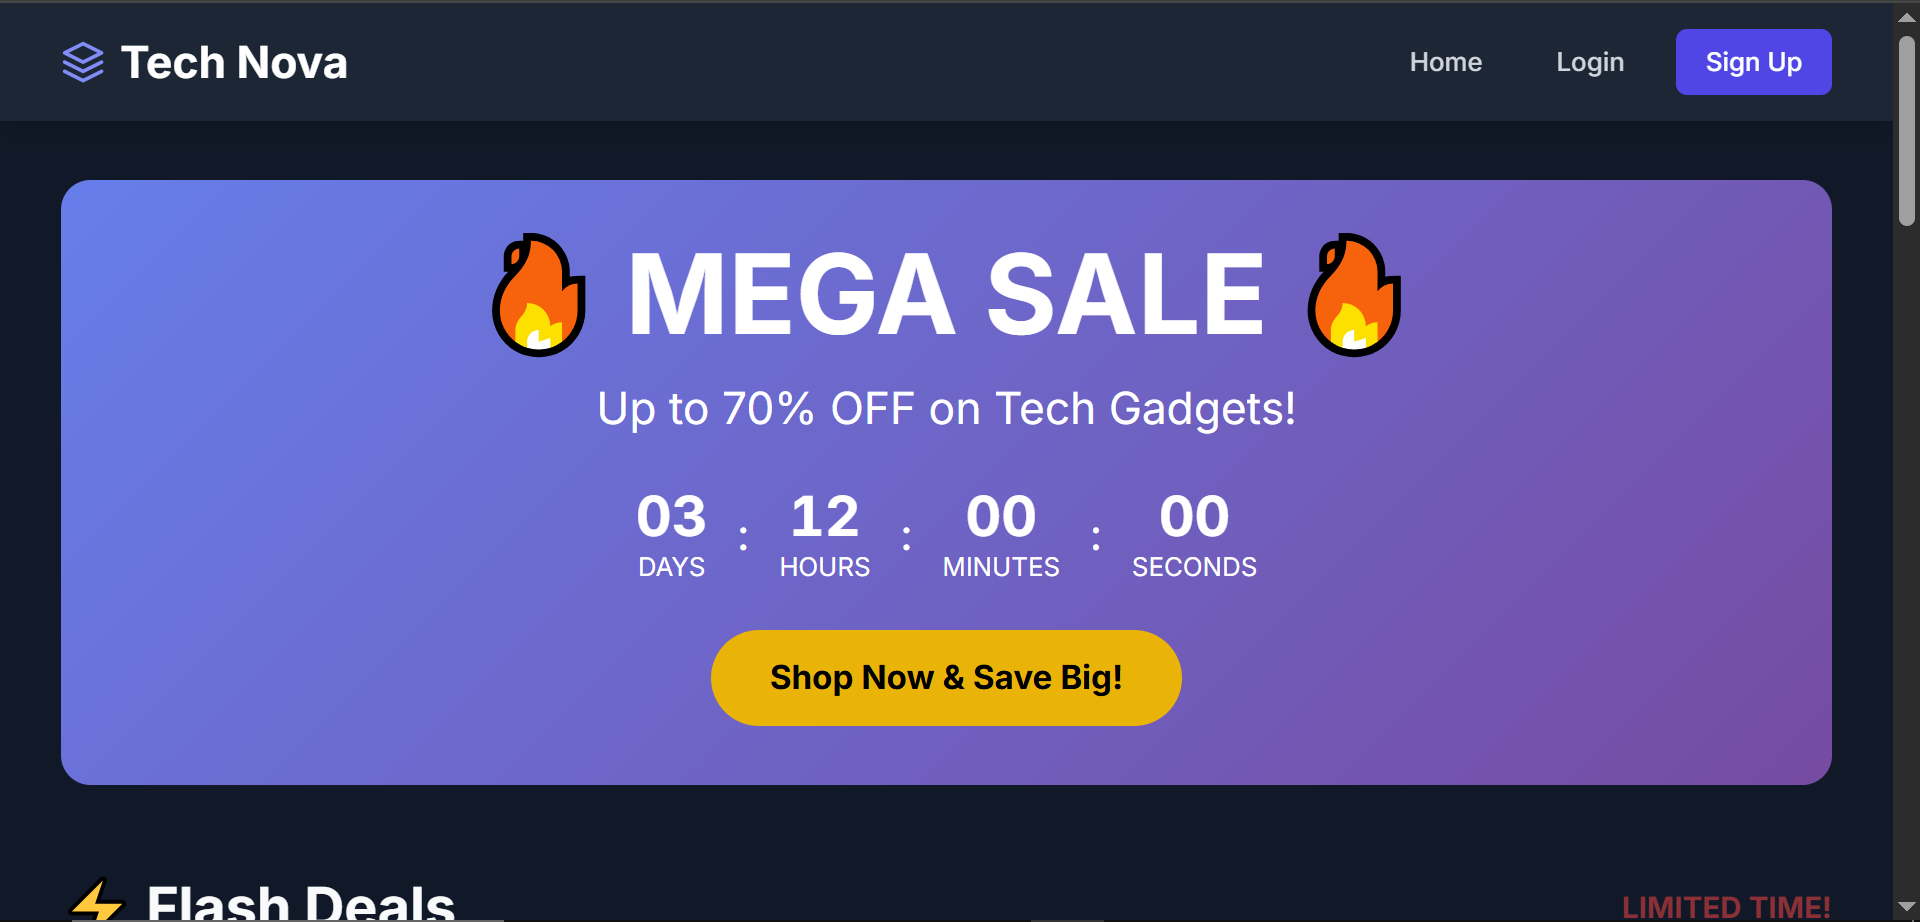 Tech Nova
Home Login Sign Up
🔥 MEGA SALE 🔥
Up to 70% OFF on Tech Gadgets!
03 : 12 : 00 : 00
DAYS HOURS MINUTES SECONDS
Shop Now & Save Big!
⚡ Flash Deals
LIMITED TIME!